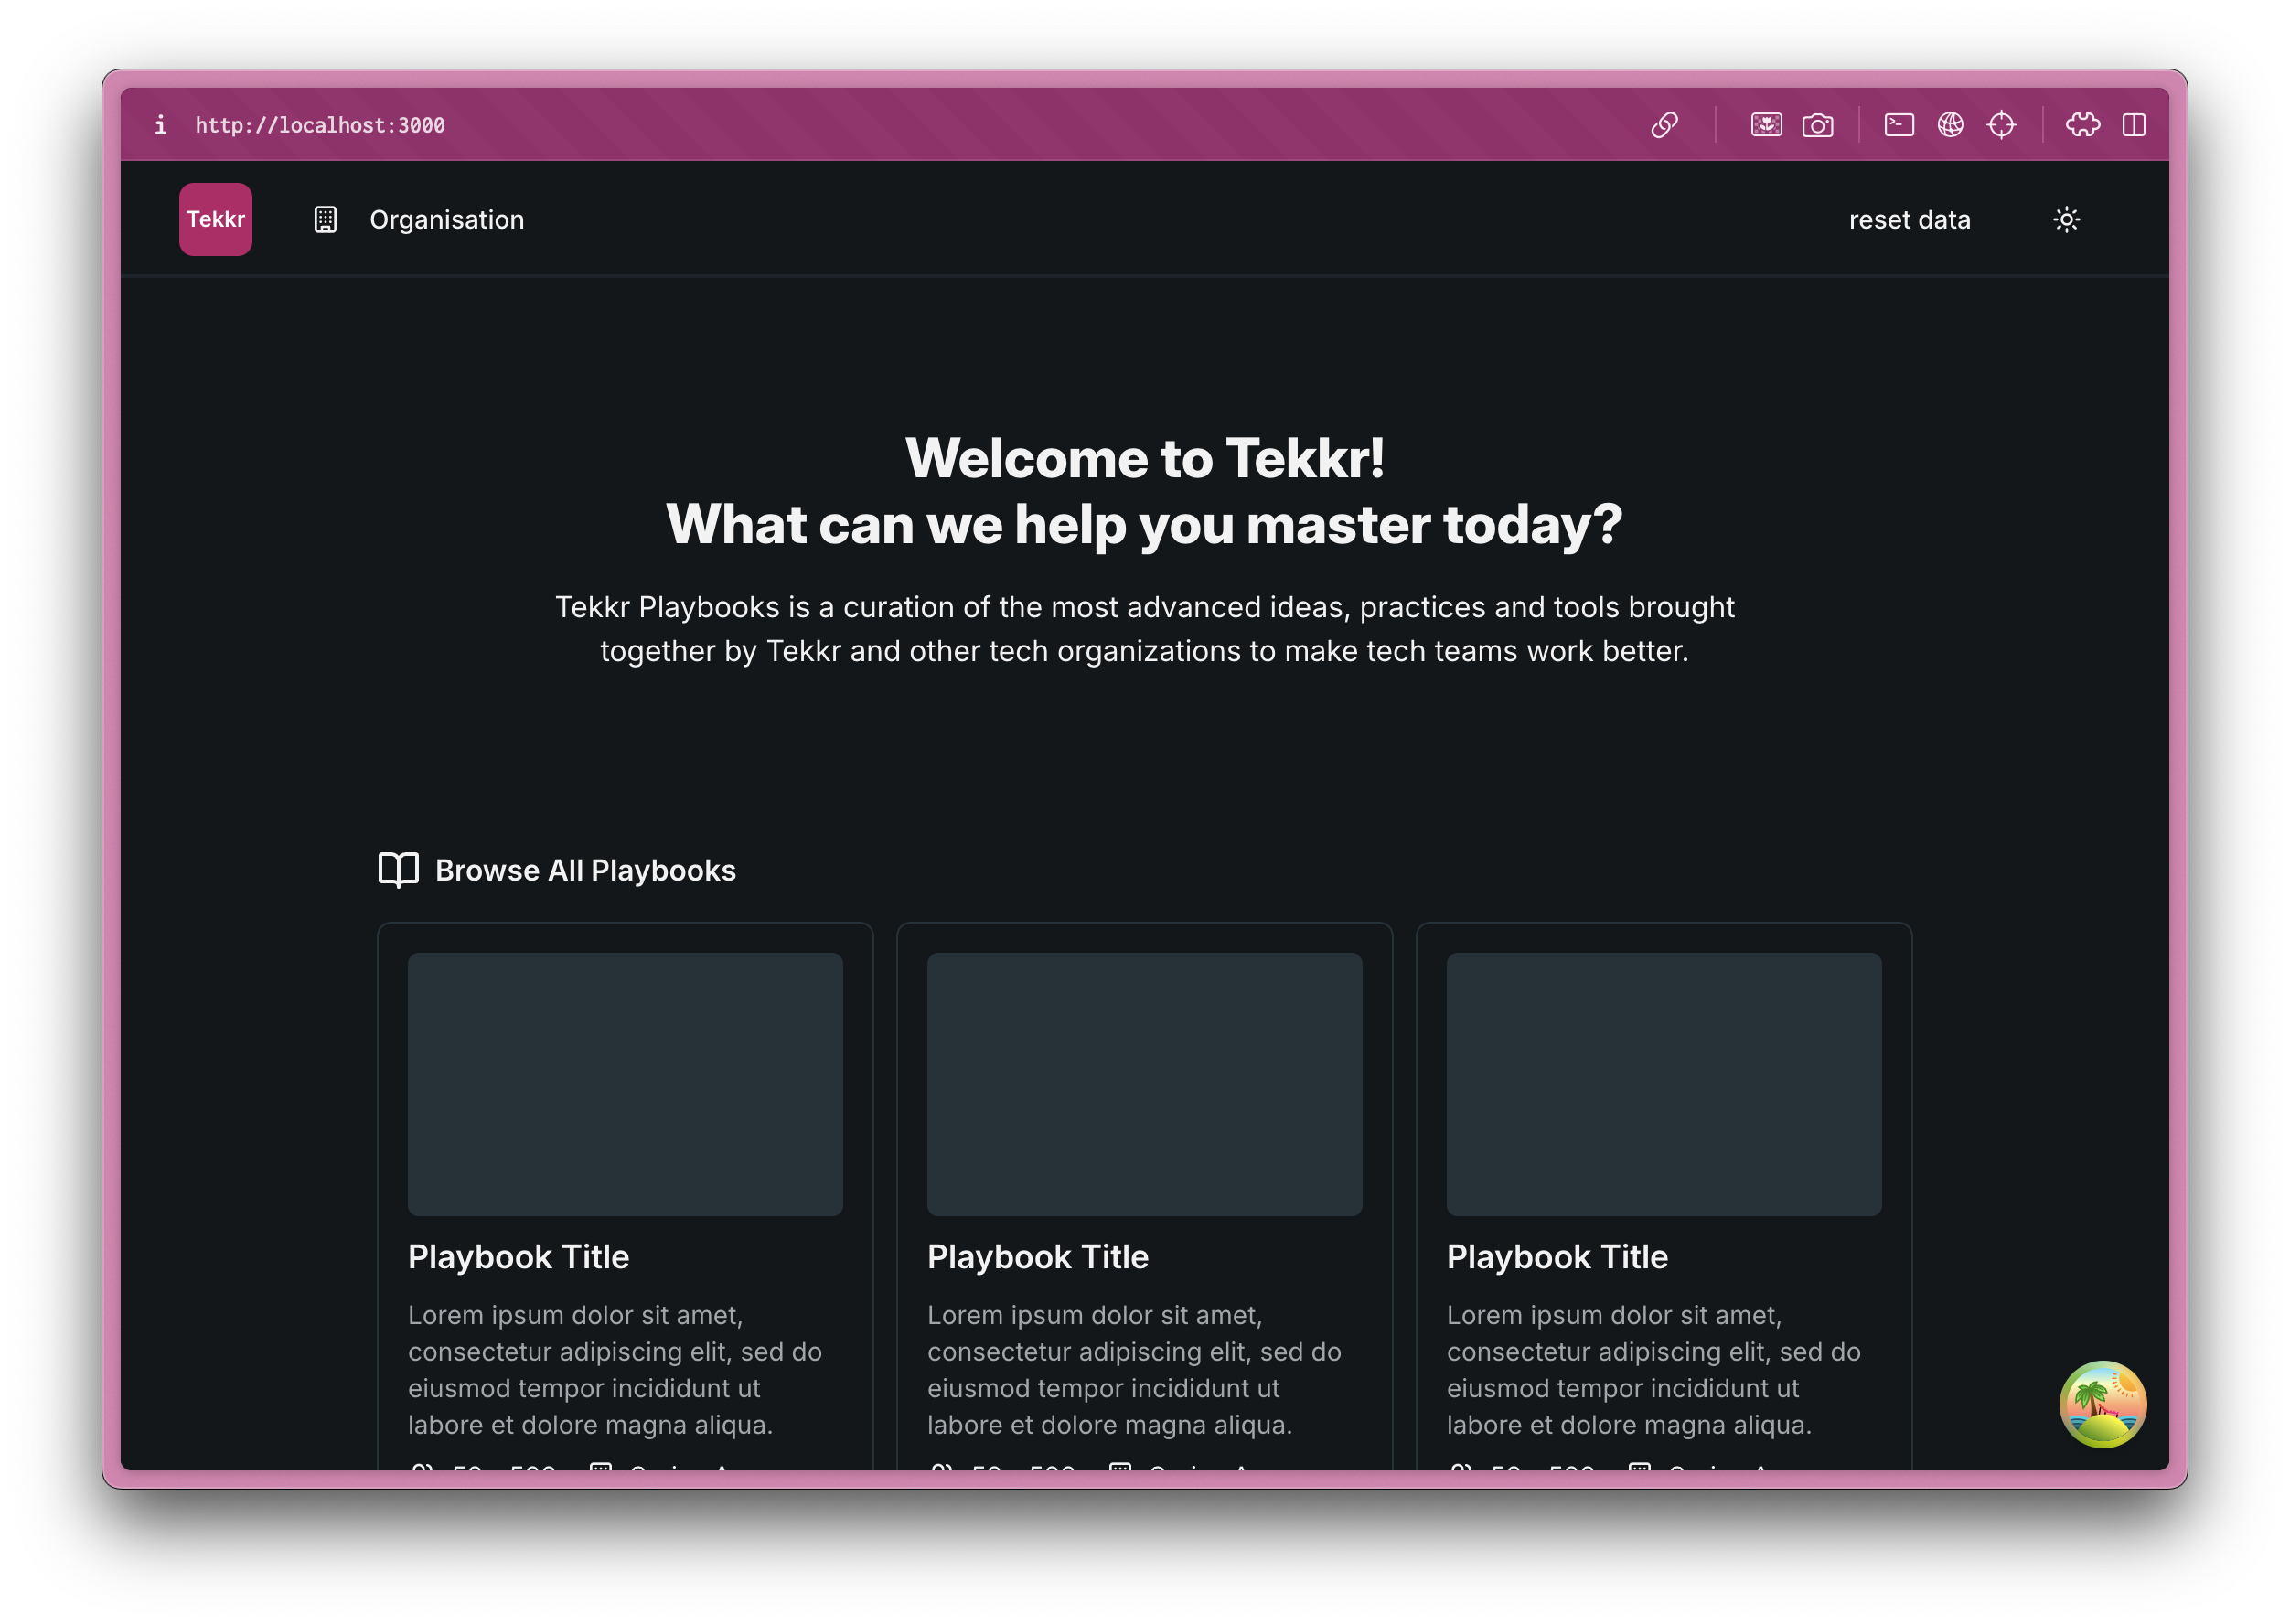 i http://localhost:3000
Tekkr Organisation reset data
Welcome to Tekkr!
What can we help you master today?
Tekkr Playbooks is a curation of the most advanced ideas, practices and tools brought
together by Tekkr and other tech organizations to make tech teams work better.
Browse All Playbooks
Playbook Title
Lorem ipsum dolor sit amet,
consectetur adipiscing elit, sed do
eiusmod tempor incididunt ut
labore et dolore magna aliqua.
Playbook Title
Lorem ipsum dolor sit amet,
consectetur adipiscing elit, sed do
eiusmod tempor incididunt ut
labore et dolore magna aliqua.
Playbook Title
Lorem ipsum dolor sit amet,
consectetur adipiscing elit, sed do
eiusmod tempor incididunt ut
labore et dolore magna aliqua.